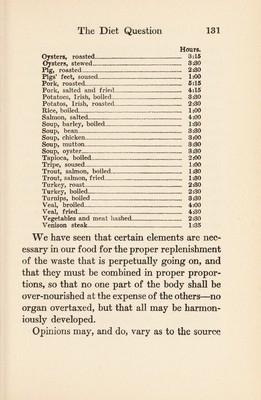 The Diet Question 131
Hours.
Oysters, roasted 3:15
Oysters, stewed 3:30
Pig, roasted 2:30
Pigs' feet, soused 1:00
Pork, roasted 5:15
Pork, salted and fried 4:15
Potatoes, Irish, boiled 3:30
Potatos, Irish, roasted 2:30
Rice, boiled 1:00
Salmon, salted 4:00
Soup, barley, boiled 1:30
Soup, bean 3:30
Soup, chicken 3:00
Soup, mutton 3:30
Soup, oyster 3:30
Tapioca, boiled 2:00
Tripe, soused 1:00
Trout, salmon, boiled 1:30
Trout, salmon, fried 1:30
Turkey, roast 2:30
Turkey, boiled 2:30
Turnips, boiled 3:30
Veal, broiled 4:00
Veal, fried 4:30
Vegetables and meat hashed 2:30
Venison steak 1:35
We have seen that certain elements are nec-
essary in our food for the proper replenishment
of the waste that is perpetually going on, and
that they must be combined in proper propor-
tions, so that no one part of the body shall be
over-nourished at the expense of the others—no
organ overtaxed, but that all may be harmon-
iously developed.
Opinions may, and do, vary as to the source